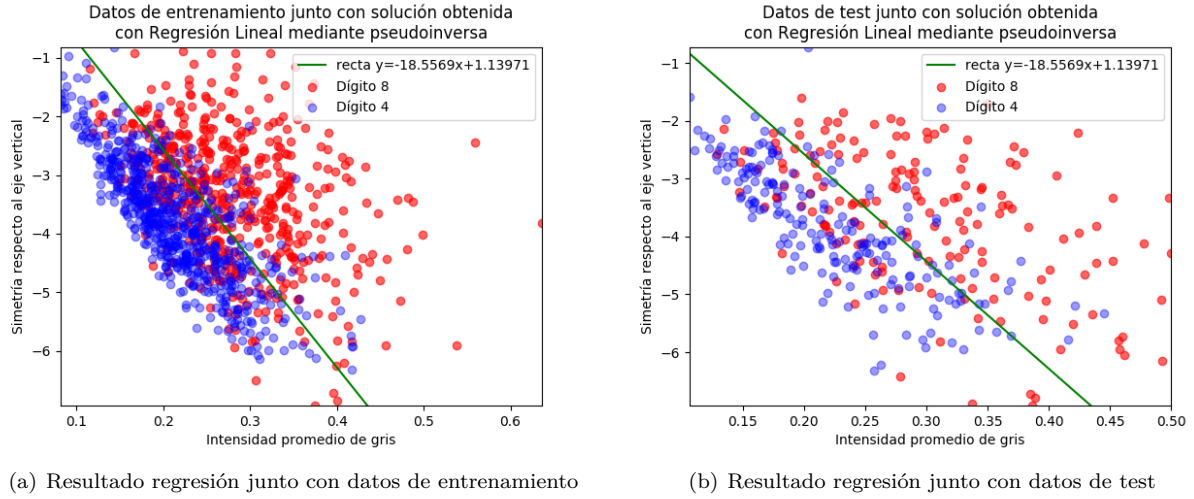 Datos de entrenamiento junto con solución obtenida
con Regresión Lineal mediante pseudoinversa
recta y=-18.5569x+1.13971
Dígito 8
Dígito 4
Simetría respecto al eje vertical
−1
−2
−3
−4
−5
−6
0.1
0.2
0.3
0.4
0.5
0.6
Intensidad promedio de gris
(a) Resultado regresión junto con datos de entrenamiento
Datos de test junto con solución obtenida
con Regresión Lineal mediante pseudoinversa
recta y=-18.5569x+1.13971
Dígito 8
Dígito 4
Simetría respecto al eje vertical
−1
−2
−3
−4
−5
−6
0.15
0.20
0.25
0.30
0.35
0.40
0.45
0.50
Intensidad promedio de gris
(b) Resultado regresión junto con datos de test